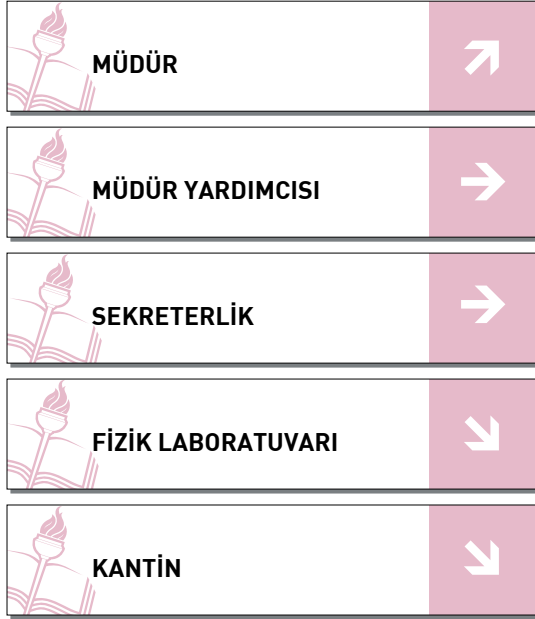 MÜDÜR
MÜDÜR YARDIMCISI
SEKRETERLİK
FİZİK LABORATUVARI
KANTİN